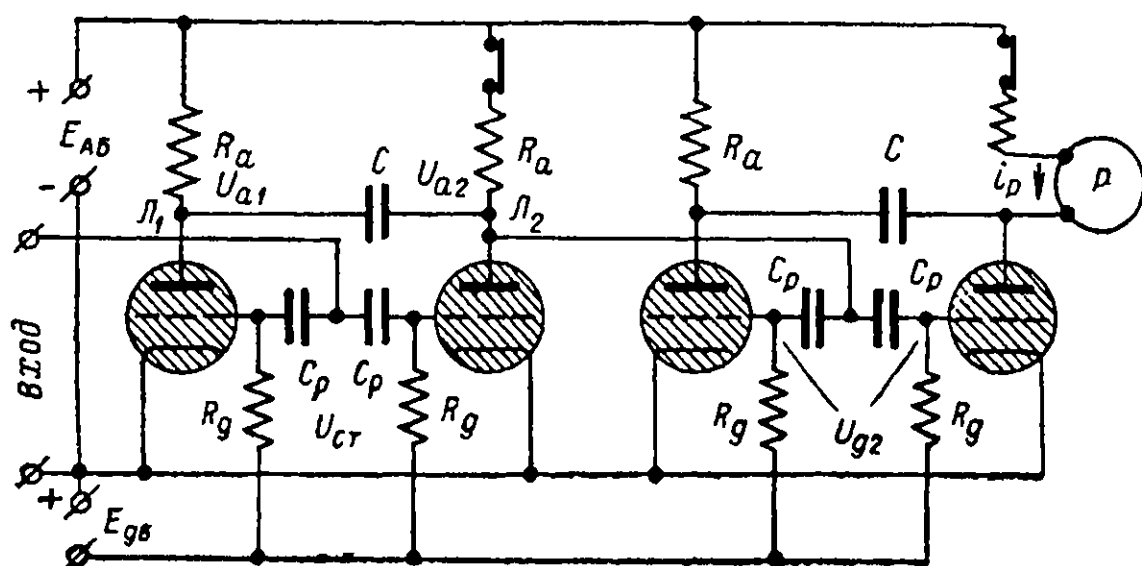 +
E_АБ
-
R_a
U_a1
Л_1
C
U_a2
R_a
Л_2
R_a
C
i_p
P
вход
C_p
C_p
R_g
U_ст
R_g
C_p
C_p
R_g
U_g2
R_g
+
E_gб